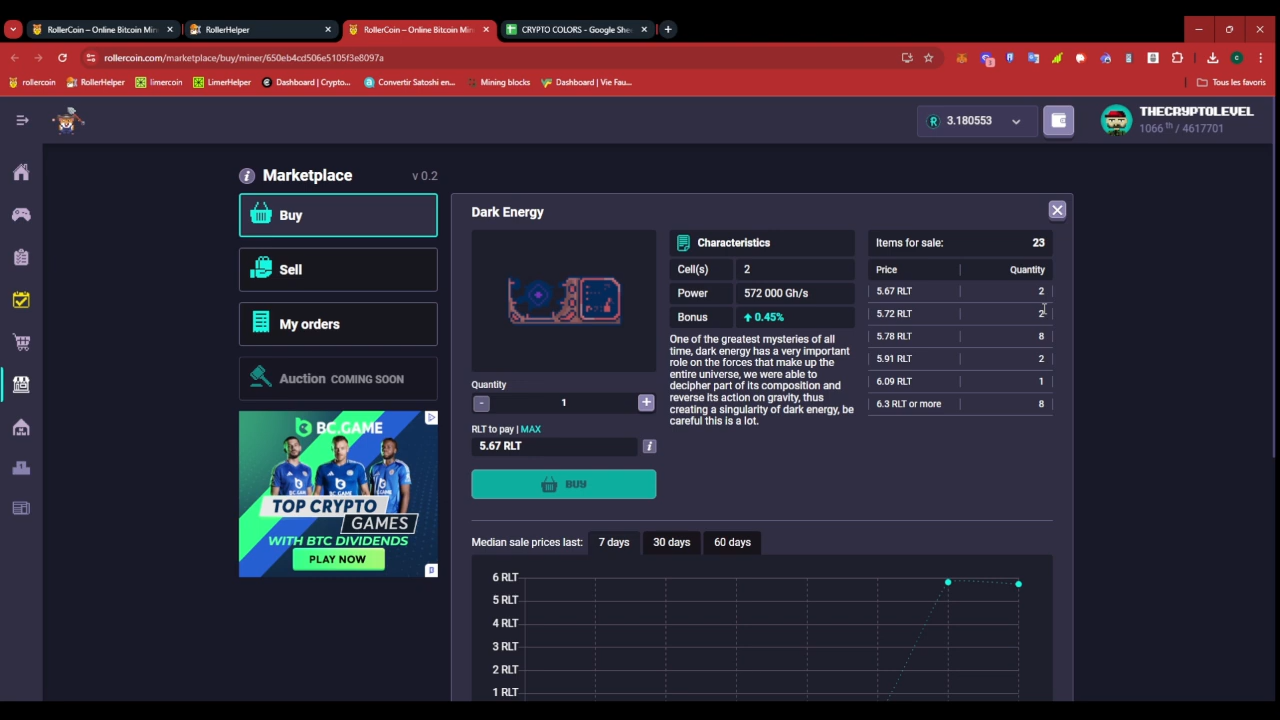 RollerCoin – Online Bitcoin Min
RollerHelper
RollerCoin – Online Bitcoin Min
CRYPTO COLORS - Google She
rollercoin.com/marketplace/buy/miner/650eb4cd506e5105f3e8097a
rollercoin
RollerHelper
limercoin
LimerHelper
Dashboard | Crypto...
Convertir Satoshi en...
Mining blocks
Dashboard | Vie Fau...
Tous les favoris
3.180553
THECRYPTOLEVEL
1066 th / 4617701
Marketplace
v 0.2
Buy
Sell
My orders
Auction COMING SOON
BC.GAME
TOP CRYPTO
GAMES
WITH BTC DIVIDENDS
PLAY NOW
Dark Energy
Quantity
- 1 +
RLT to pay | MAX
5.67 RLT
BUY
Characteristics
Cell(s) 2
Power 572 000 Gh/s
Bonus 0.45%
One of the greatest mysteries of all
time, dark energy has a very important
role on the forces that make up the
entire universe, we were able to
decipher part of its composition and
reverse its action on gravity, thus
creating a singularity of dark energy, be
careful this is a lot.
Items for sale: 23
Price Quantity
5.67 RLT 2
5.72 RLT 2
5.78 RLT 8
5.91 RLT 2
6.09 RLT 1
6.3 RLT or more 8
Median sale prices last: 7 days 30 days 60 days
6 RLT
5 RLT
4 RLT
3 RLT
2 RLT
1 RLT